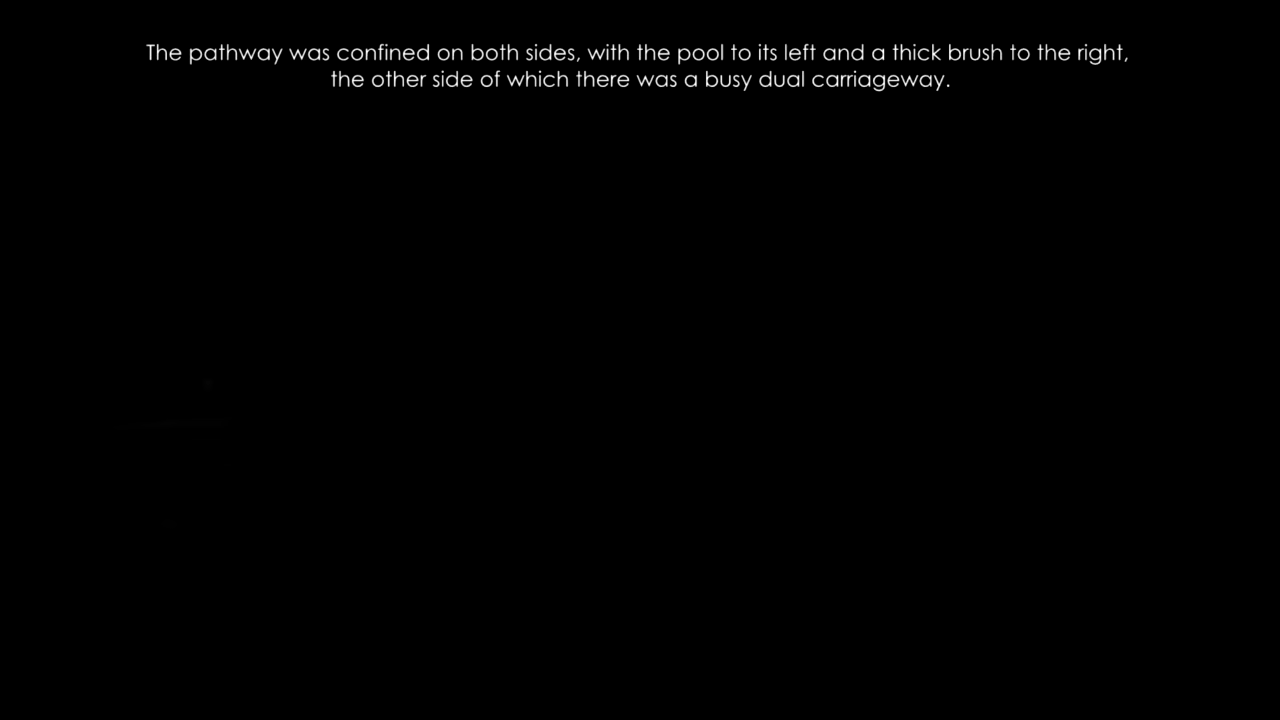 The pathway was confined on both sides, with the pool to its left and a thick brush to the right,
the other side of which there was a busy dual carriageway.